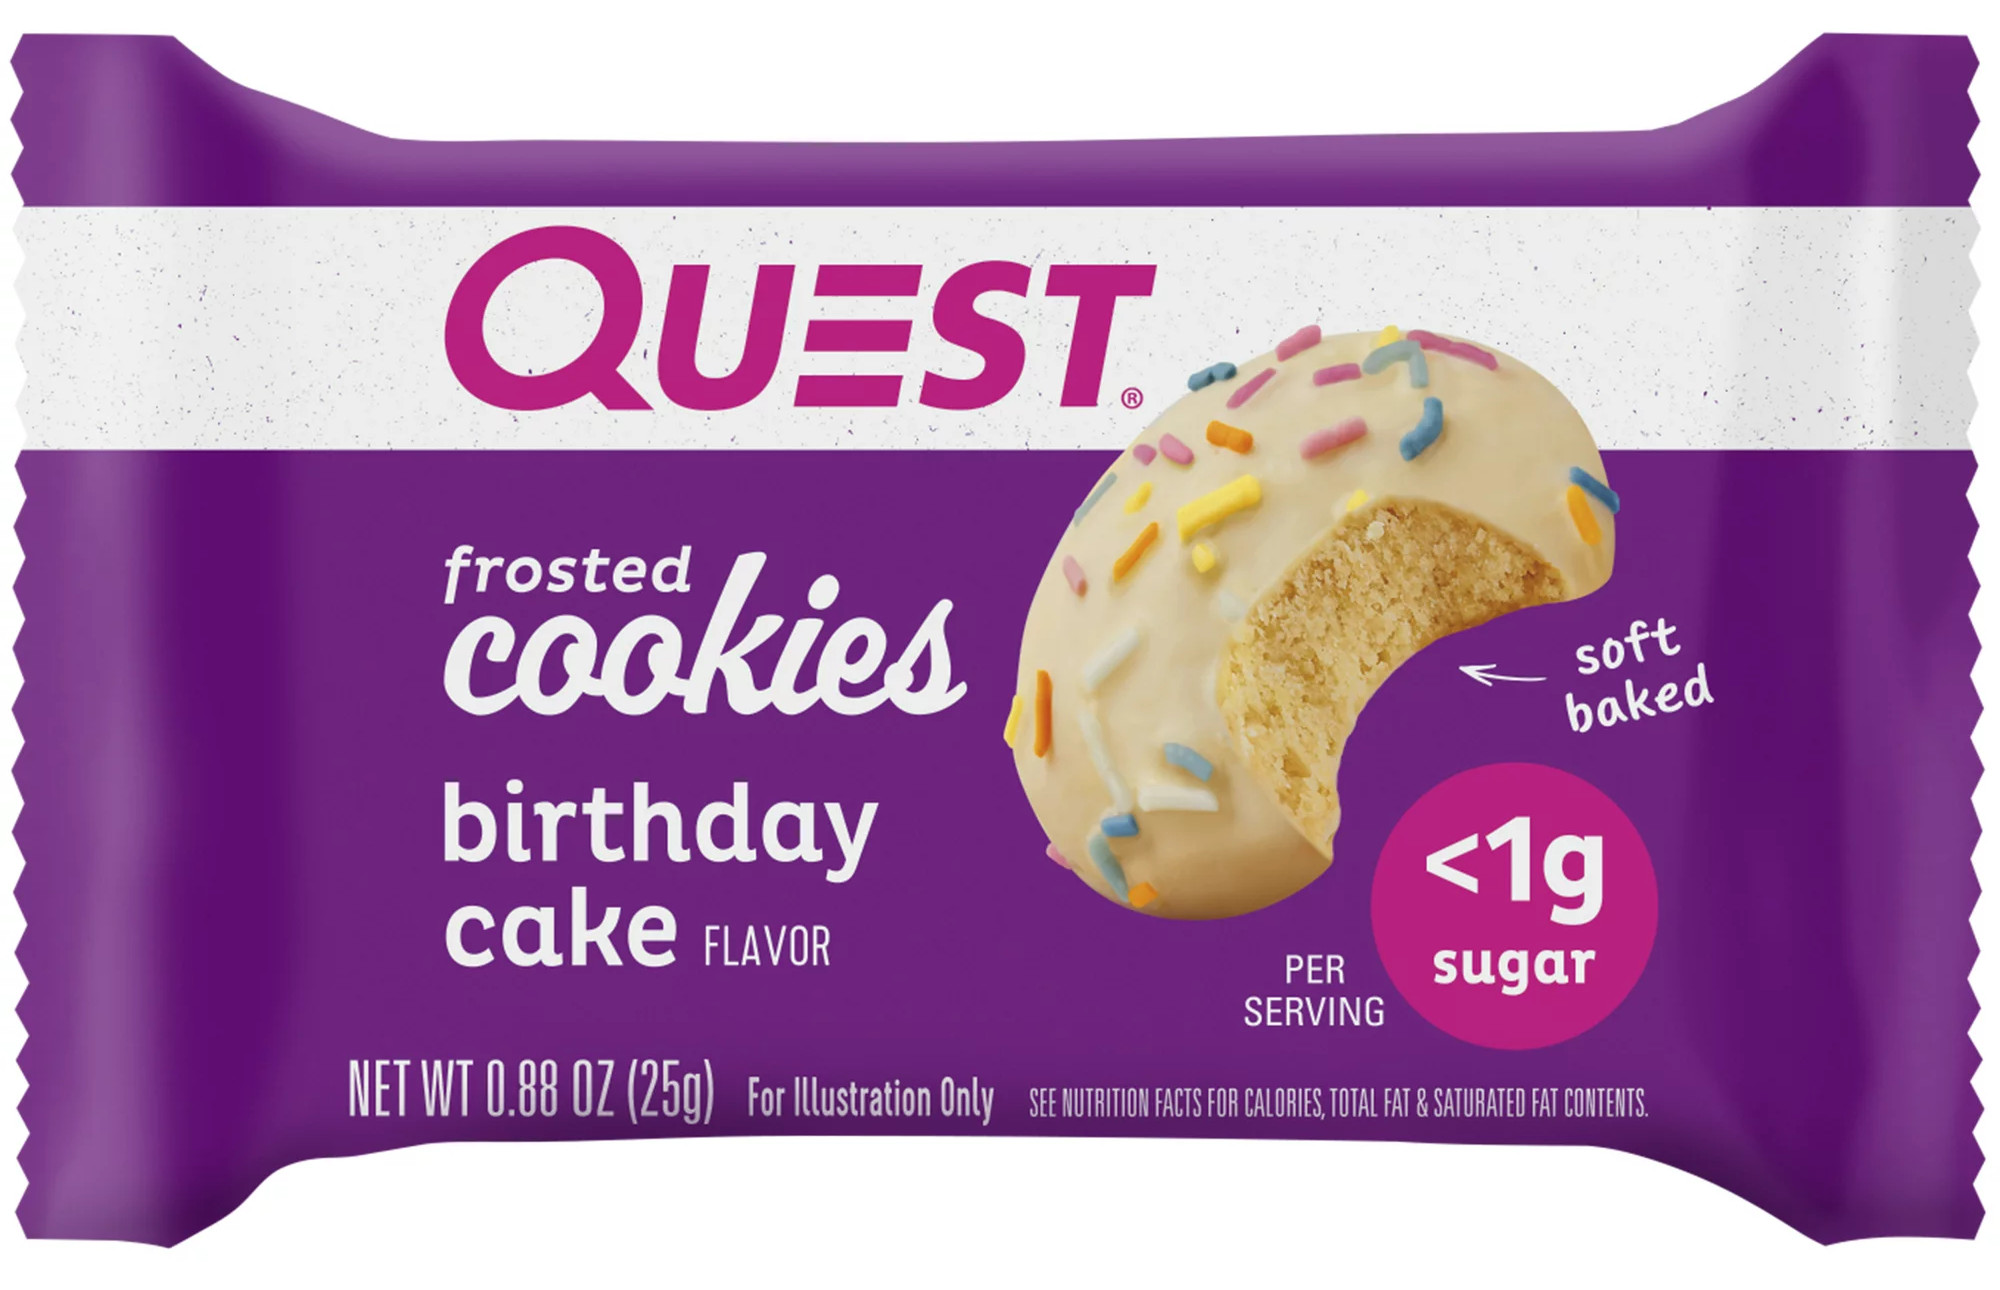 QUEST®
frosted
cookies
birthday
cake FLAVOR
soft
baked
<1g
sugar
PER
SERVING
NET WT 0.88 OZ (25g) For Illustration Only SEE NUTRITION FACTS FOR CALORIES, TOTAL FAT & SATURATED FAT CONTENTS.